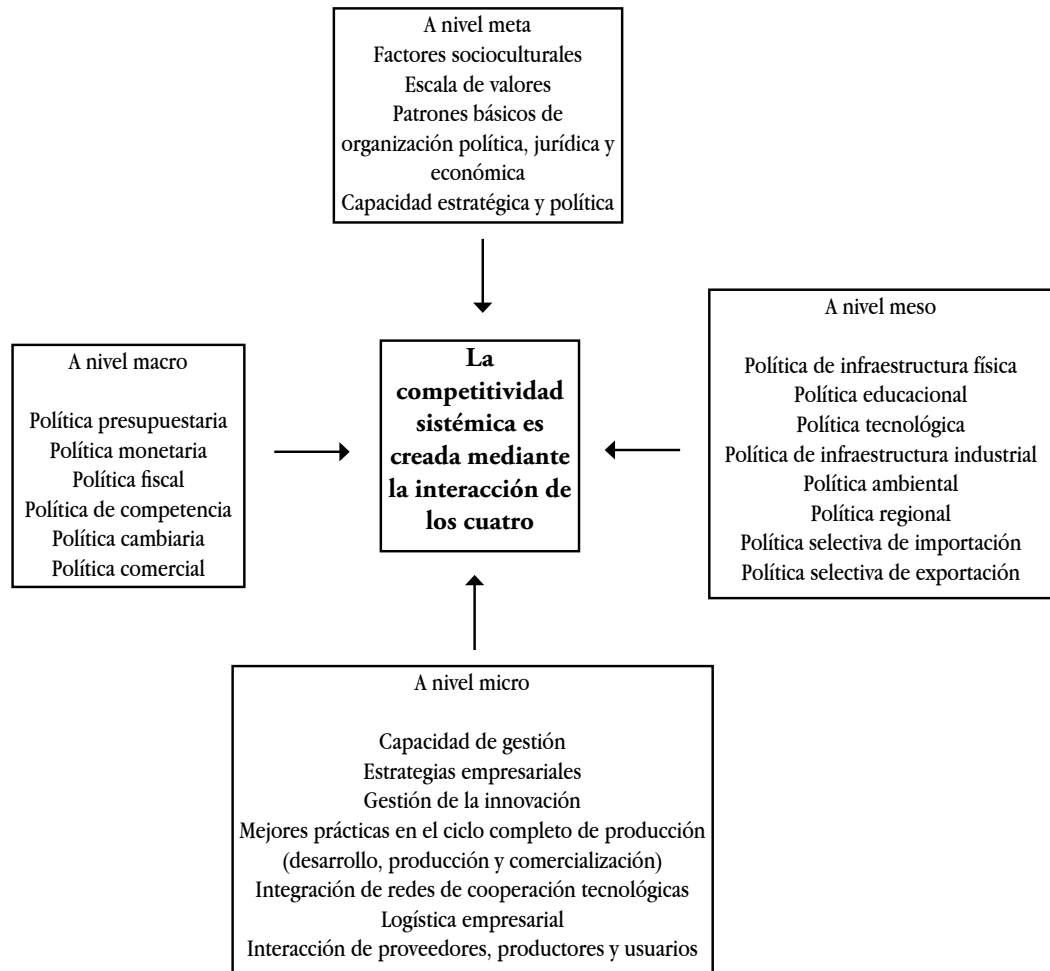 A nivel meta
Factores socioculturales
Escala de valores
Patrones básicos de
organización política, jurídica y
económica
Capacidad estratégica y política
A nivel macro
Política presupuestaria
Política monetaria
Política fiscal
Política de competencia
Política cambiaria
Política comercial
La
competitividad
sistémica es
creada mediante
la interacción de
los cuatro
A nivel meso
Política de infraestructura física
Política educacional
Política tecnológica
Política de infraestructura industrial
Política ambiental
Política regional
Política selectiva de importación
Política selectiva de exportación
A nivel micro
Capacidad de gestión
Estrategias empresariales
Gestión de la innovación
Mejores prácticas en el ciclo completo de producción
(desarrollo, producción y comercialización)
Integración de redes de cooperación tecnológicas
Logística empresarial
Interacción de proveedores, productores y usuarios